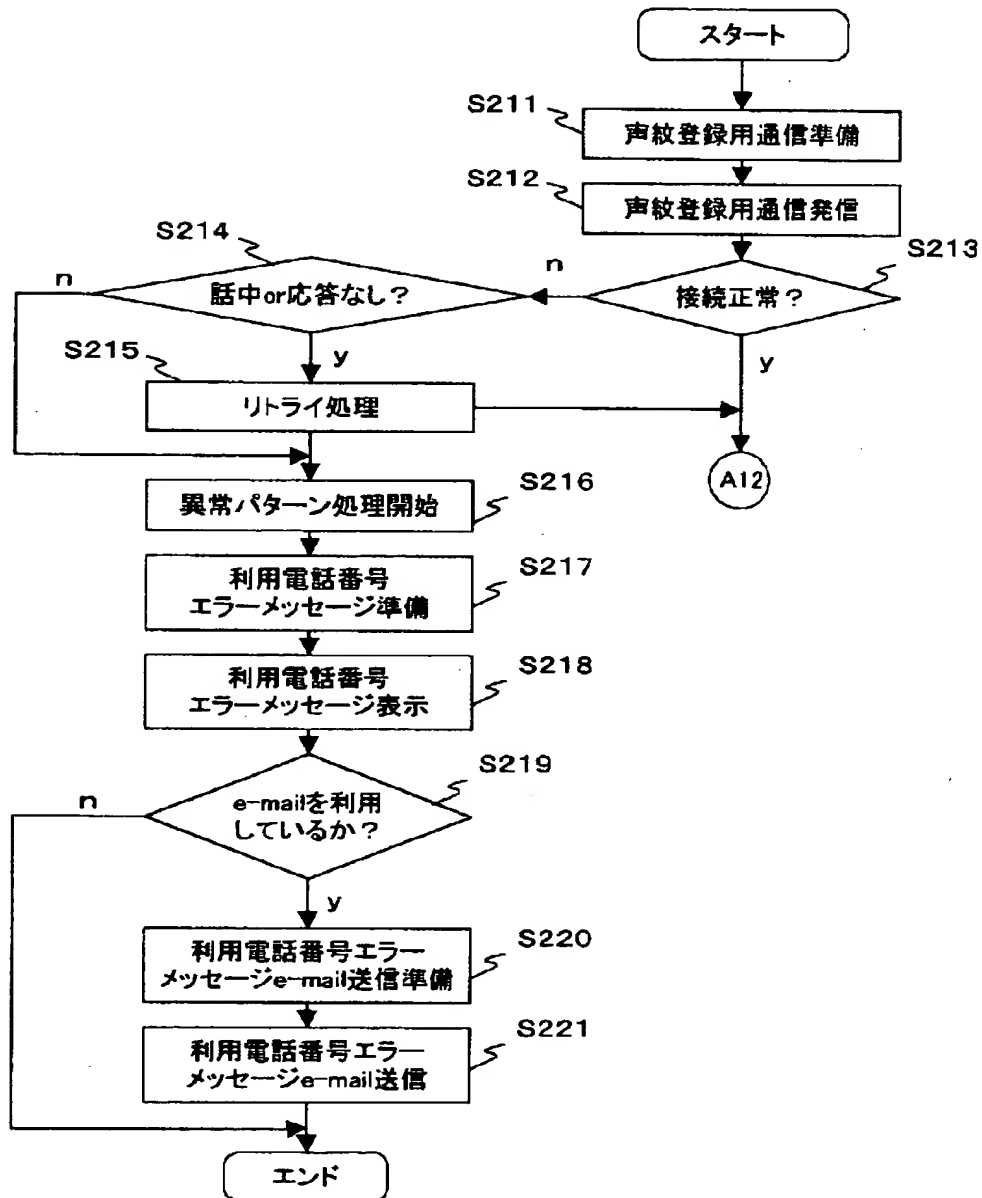 スタート
S211
声紋登録用通信準備
S212
声紋登録用通信発信
S213
接続正常?
n
y
A12
S214
話中or応答なし?
n
y
S215
リトライ処理
S216
異常パターン処理開始
S217
利用電話番号
エラーメッセージ準備
S218
利用電話番号
エラーメッセージ表示
S219
e-mailを利用
しているか?
n
y
S220
利用電話番号エラー
メッセージe-mail送信準備
S221
利用電話番号エラー
メッセージe-mail送信
エンド